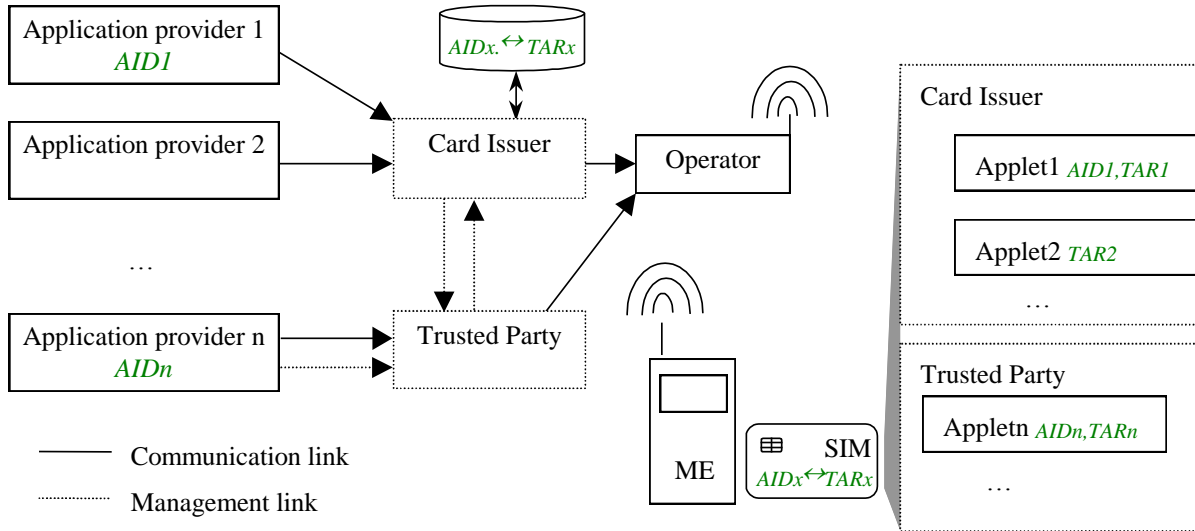 Application provider 1
AID1
AIDx.↔TARx
Application provider 2
Card Issuer
Operator
…
Application provider n
AIDn
Trusted Party
Communication link
Management link
ME
SIM
AIDx↔TARx
Card Issuer
Applet1 AID1,TAR1
Applet2 TAR2
…
Trusted Party
Appletn AIDn,TARn
…